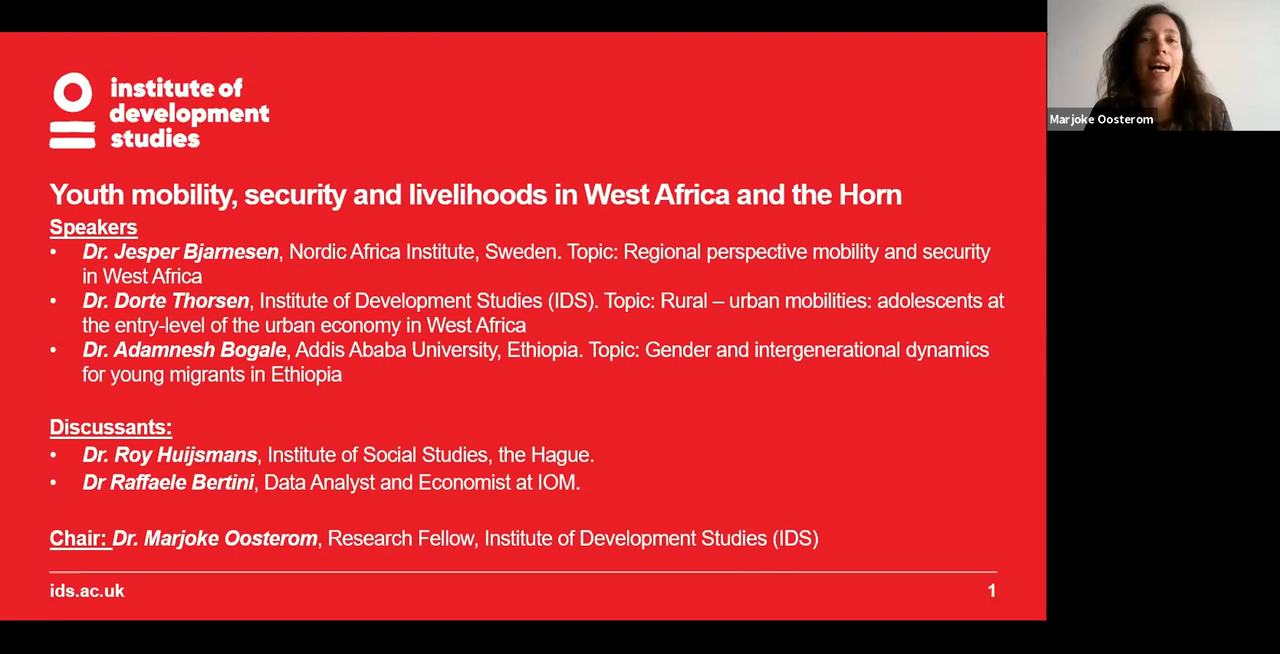 institute of
development
studies
Marjoke Oosterom
Youth mobility, security and livelihoods in West Africa and the Horn
Speakers
• Dr. Jesper Bjarnesen, Nordic Africa Institute, Sweden. Topic: Regional perspective mobility and security
in West Africa
• Dr. Dorte Thorsen, Institute of Development Studies (IDS). Topic: Rural – urban mobilities: adolescents at
the entry-level of the urban economy in West Africa
• Dr. Adamnesh Bogale, Addis Ababa University, Ethiopia. Topic: Gender and intergenerational dynamics
for young migrants in Ethiopia
Discussants:
• Dr. Roy Huijsmans, Institute of Social Studies, the Hague.
• Dr Raffaele Bertini, Data Analyst and Economist at IOM.
Chair: Dr. Marjoke Oosterom, Research Fellow, Institute of Development Studies (IDS)
ids.ac.uk
1